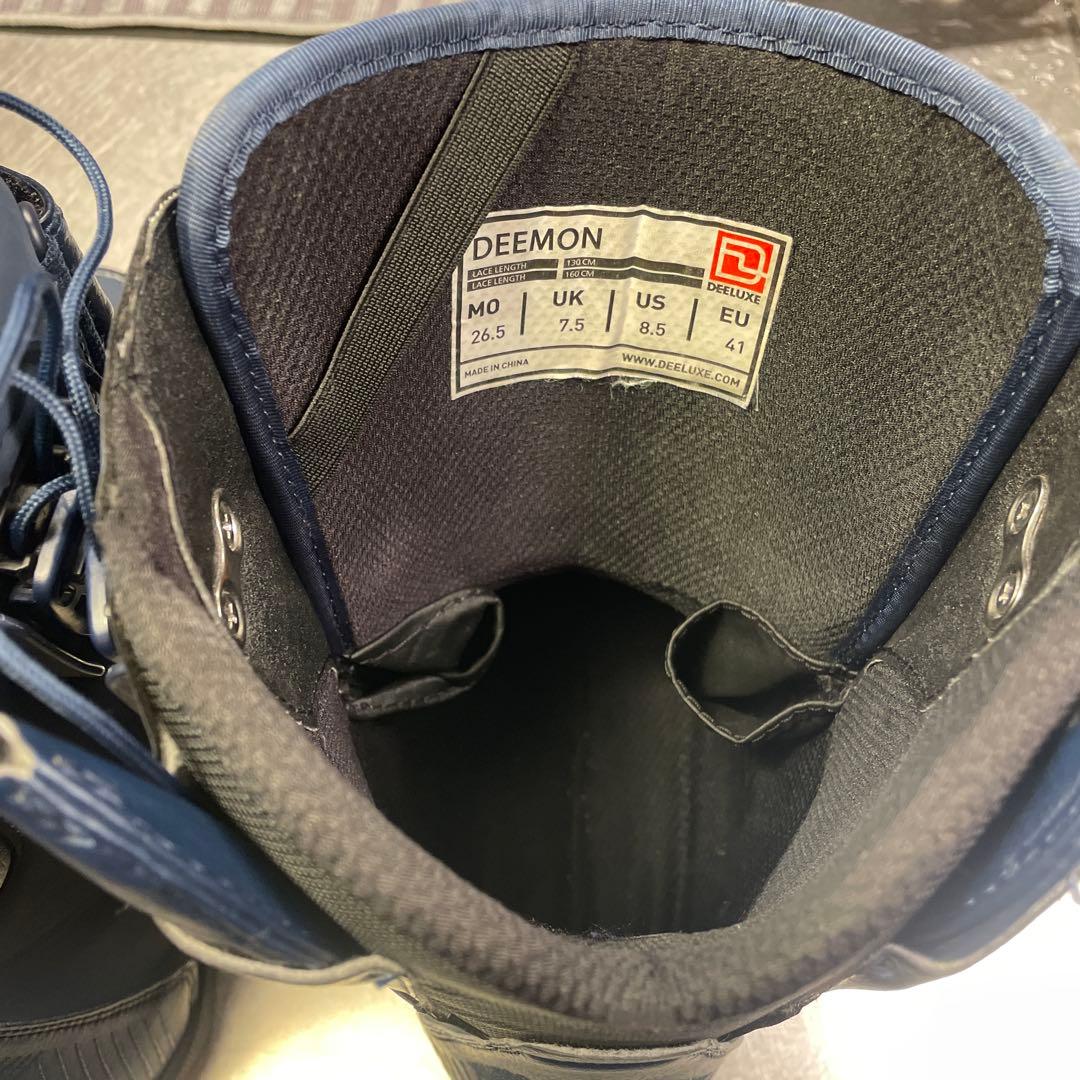 DEEMON
LACE LENGTH 130 CM
LACE LENGTH 160 CM
DEELUXE
MO | UK | US | EU
26.5 | 7.5 | 8.5 | 41
MADE IN CHINA WWW.DEELUXE.COM